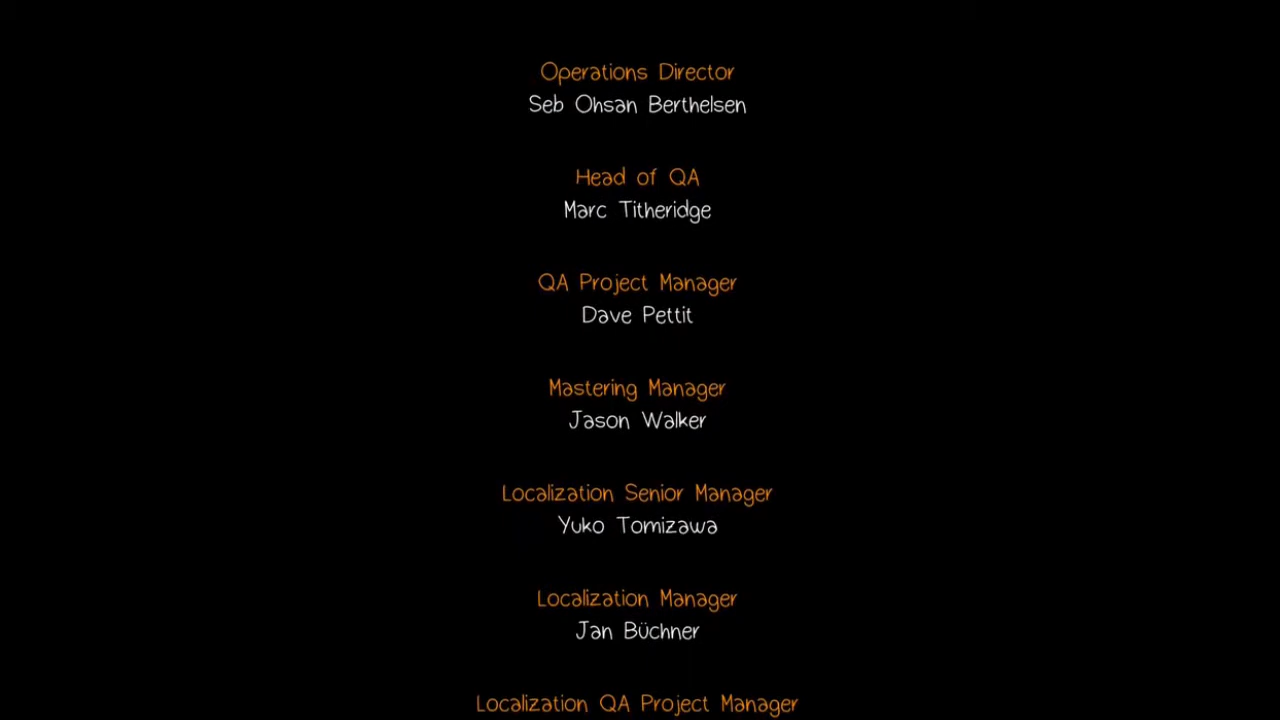 Operations Director
Seb Ohsan Berthelsen
Head of QA
Marc Titheridge
QA Project Manager
Dave Pettit
Mastering Manager
Jason Walker
Localization Senior Manager
Yuko Tomizawa
Localization Manager
Jan Büchner
Localization QA Project Manager